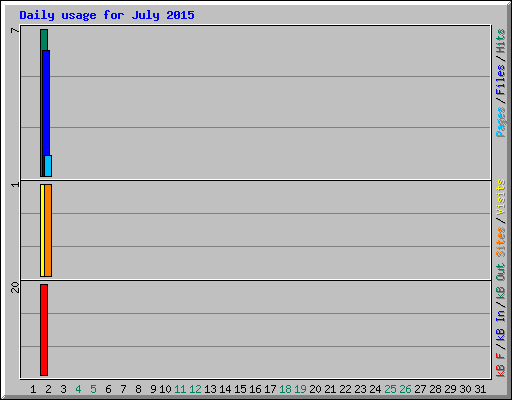 Daily usage for July 2015
7
1
20
Pages/Files/Hits
Sites/Visits
kB F/kB In/kB Out
1 2 3 4 5 6 7 8 9 10 11 12 13 14 15 16 17 18 19 20 21 22 23 24 25 26 27 28 29 30 31